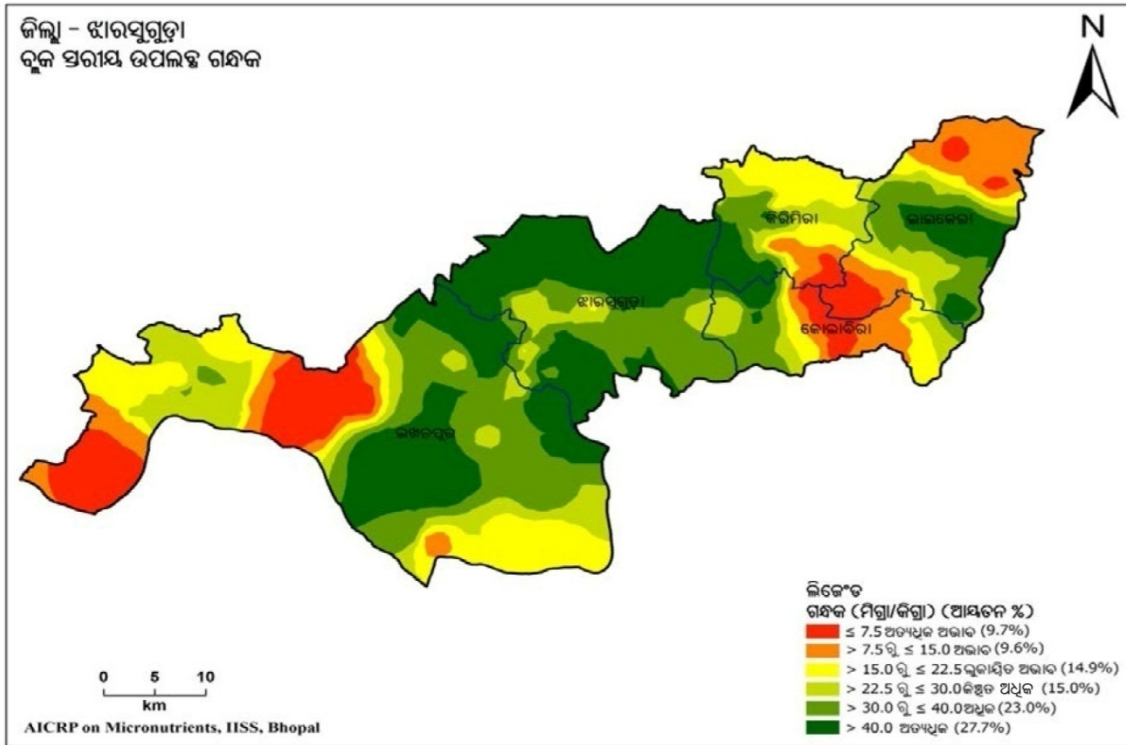 ଜିଲ୍ଲା - ଝାରସୁଗୁଡ଼ା
ବ୍ଲକ ସ୍ତରୀୟ ଉପଲବ୍ଧ ଗନ୍ଧକ
N
କିରିମିରା
ଲାଇକେରା
ଝାରସୁଗୁଡ଼ା
କୋଲାବିରା
ଲଖନପୁର
ଲିଜେଂଡ
ଗନ୍ଧକ (ମିଗ୍ରା/କିଗ୍ରା) (ଆୟତନ %)
≤ 7.5 ଅତ୍ୟଧିକ ଅଭାବ (9.7%)
> 7.5 ରୁ ≤ 15.0 ଅଭାବ (9.6%)
> 15.0 ରୁ ≤ 22.5 ଲୁକାୟିତ ଅଭାବ (14.9%)
> 22.5 ରୁ ≤ 30.0 କିଞ୍ଚିତ ଅଧିକ (15.0%)
> 30.0 ରୁ ≤ 40.0 ଅଧିକ (23.0%)
> 40.0 ଅତ୍ୟଧିକ (27.7%)
0 5 10
km
AICRP on Micronutrients, IISS, Bhopal